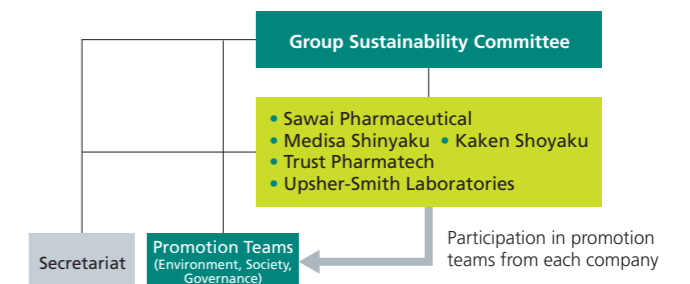 Group Sustainability Committee
• Sawai Pharmaceutical
• Medisa Shinyaku • Kaken Shoyaku
• Trust Pharmatech
• Upsher-Smith Laboratories
Secretariat
Promotion Teams
(Environment, Society,
Governance)
Participation in promotion
teams from each company